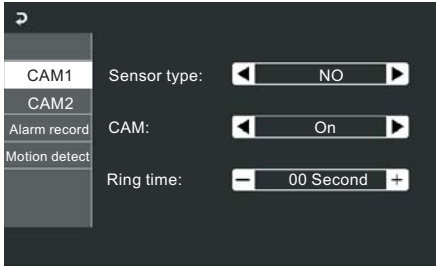 CAM1
CAM2
Alarm record
Motion detect
Sensor type: NO
CAM: On
Ring time: − 00 Second +